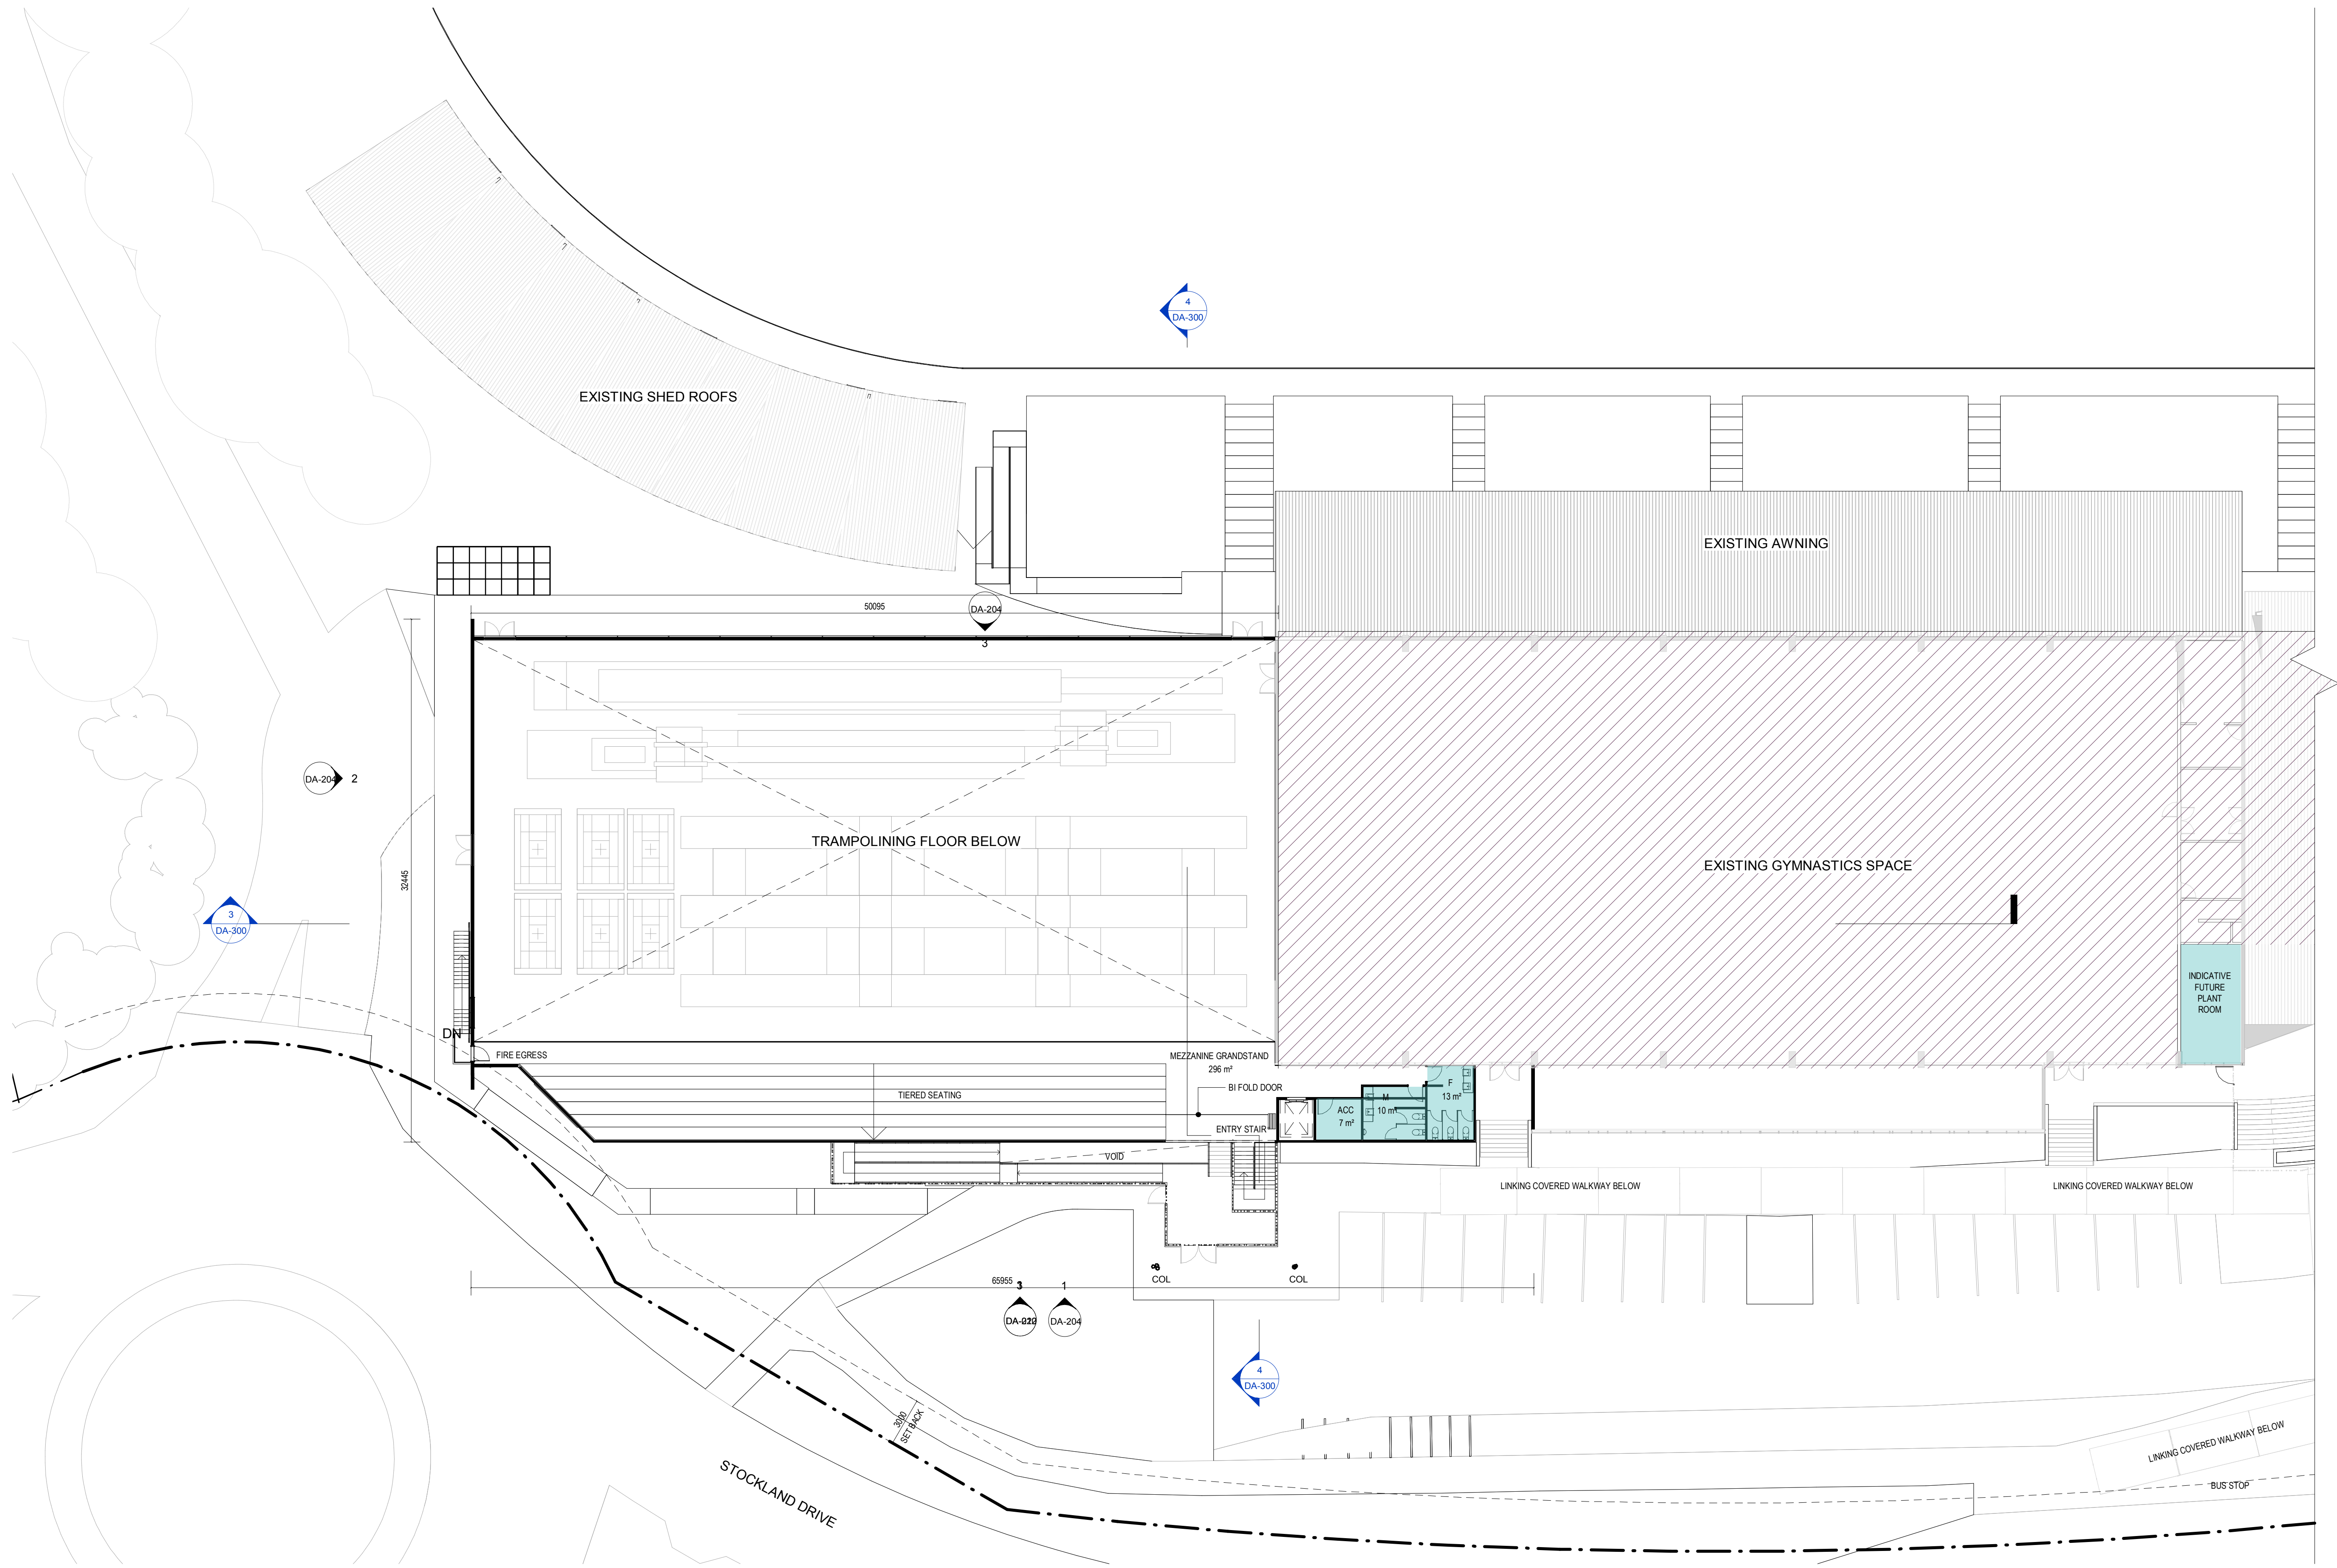 4
DA-300
EXISTING SHED ROOFS
EXISTING AWNING
50095
DA-204
3
DA-204
2
32445
TRAMPOLINING FLOOR BELOW
EXISTING GYMNASTICS SPACE
3
DA-300
INDICATIVE
FUTURE
PLANT
ROOM
DN
FIRE EGRESS
MEZZANINE GRANDSTAND
296 m²
BI FOLD DOOR
TIERED SEATING
ACC
7 m²
M
10 m²
F
13 m²
ENTRY STAIR
VOID
LINKING COVERED WALKWAY BELOW
LINKING COVERED WALKWAY BELOW
COL
COL
65955
3
1
DA-204
4
DA-300
3000
SET BACK
STOCKLAND DRIVE
LINKING COVERED WALKWAY BELOW
BUS STOP